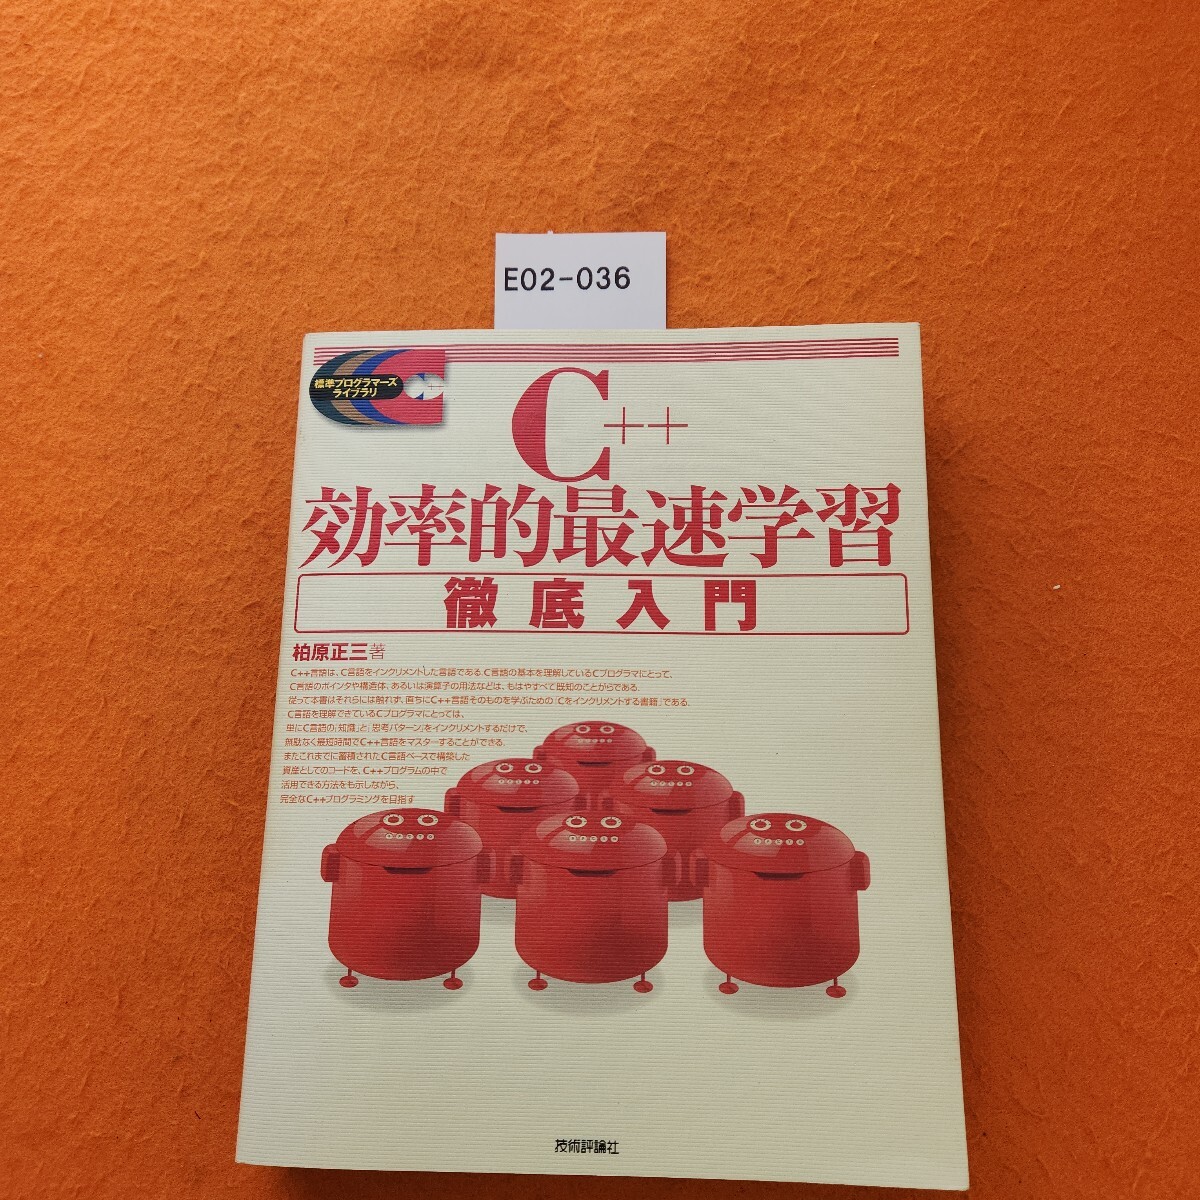 E02-036
標準プログラマーズ
ライブラリ
C++
C++
効率的最速学習
徹底入門
柏原正三著
C++言語は、C言語をインクリメントした言語である。C言語の基本を理解しているCプログラマにとって、
C言語のポインタや構造体、あるいは演算子の用法などは、もはやすべて既知のことがらである。
従って本書はそれらには触れず、直ちにC++言語そのものを学ぶための「Cをインクリメントする書籍」である。
C言語を理解できているCプログラマにとっては、
単にC言語の「知識」と「思考パターン」をインクリメントするだけで、
無駄なく最短時間でC++言語をマスターすることができる。
またこれまでに蓄積されたC言語ベースで構築した
資産としてのコードを、C++プログラムの中で
活用できる方法をも示しながら、
完全なC++プログラミングを目指す
技術評論社